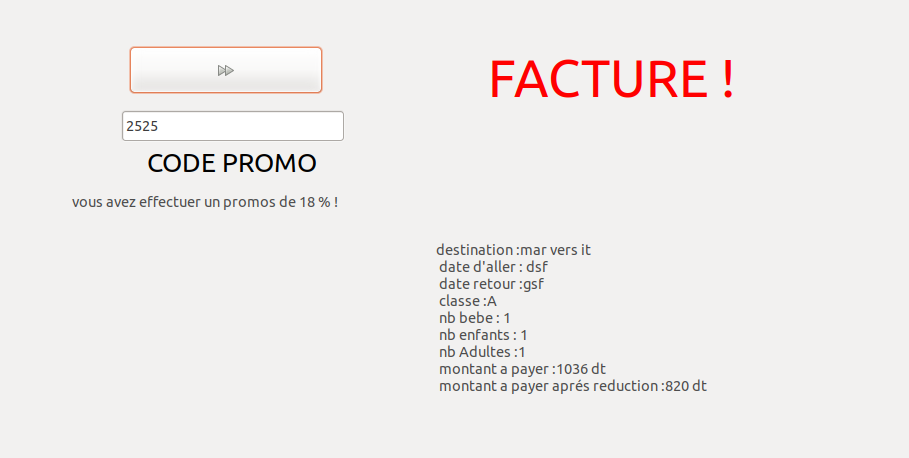 FACTURE !
2525
CODE PROMO
vous avez effectuer un promos de 18 % !
destination :mar vers it
date d'aller : dsf
date retour :gsf
classe :A
nb bebe : 1
nb enfants : 1
nb Adultes :1
montant a payer :1036 dt
montant a payer aprés reduction :820 dt